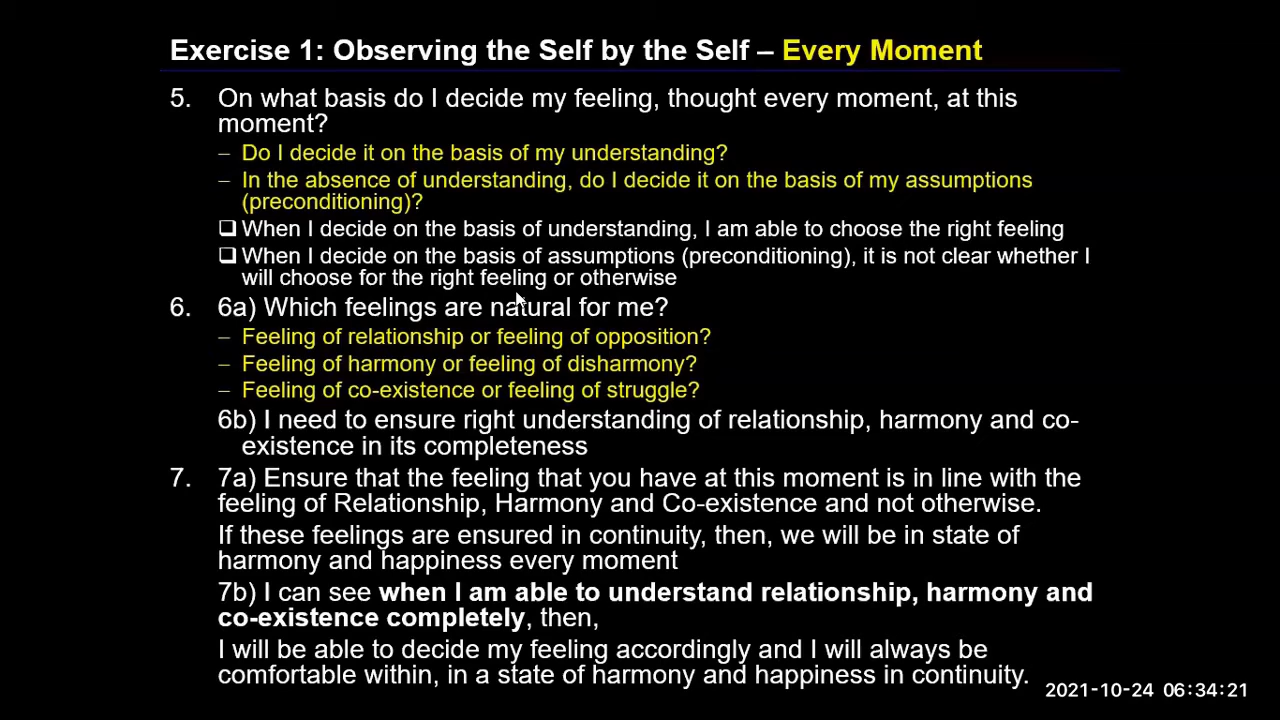 Exercise 1: Observing the Self by the Self – Every Moment
5. On what basis do I decide my feeling, thought every moment, at this
moment?
– Do I decide it on the basis of my understanding?
– In the absence of understanding, do I decide it on the basis of my assumptions
(preconditioning)?
❑ When I decide on the basis of understanding, I am able to choose the right feeling
❑ When I decide on the basis of assumptions (preconditioning), it is not clear whether I
will choose for the right feeling or otherwise
6. 6a) Which feelings are natural for me?
– Feeling of relationship or feeling of opposition?
– Feeling of harmony or feeling of disharmony?
– Feeling of co-existence or feeling of struggle?
6b) I need to ensure right understanding of relationship, harmony and co-
existence in its completeness
7. 7a) Ensure that the feeling that you have at this moment is in line with the
feeling of Relationship, Harmony and Co-existence and not otherwise.
If these feelings are ensured in continuity, then, we will be in state of
harmony and happiness every moment
7b) I can see when I am able to understand relationship, harmony and
co-existence completely, then,
I will be able to decide my feeling accordingly and I will always be
comfortable within, in a state of harmony and happiness in continuity.
2021-10-24 06:34:21